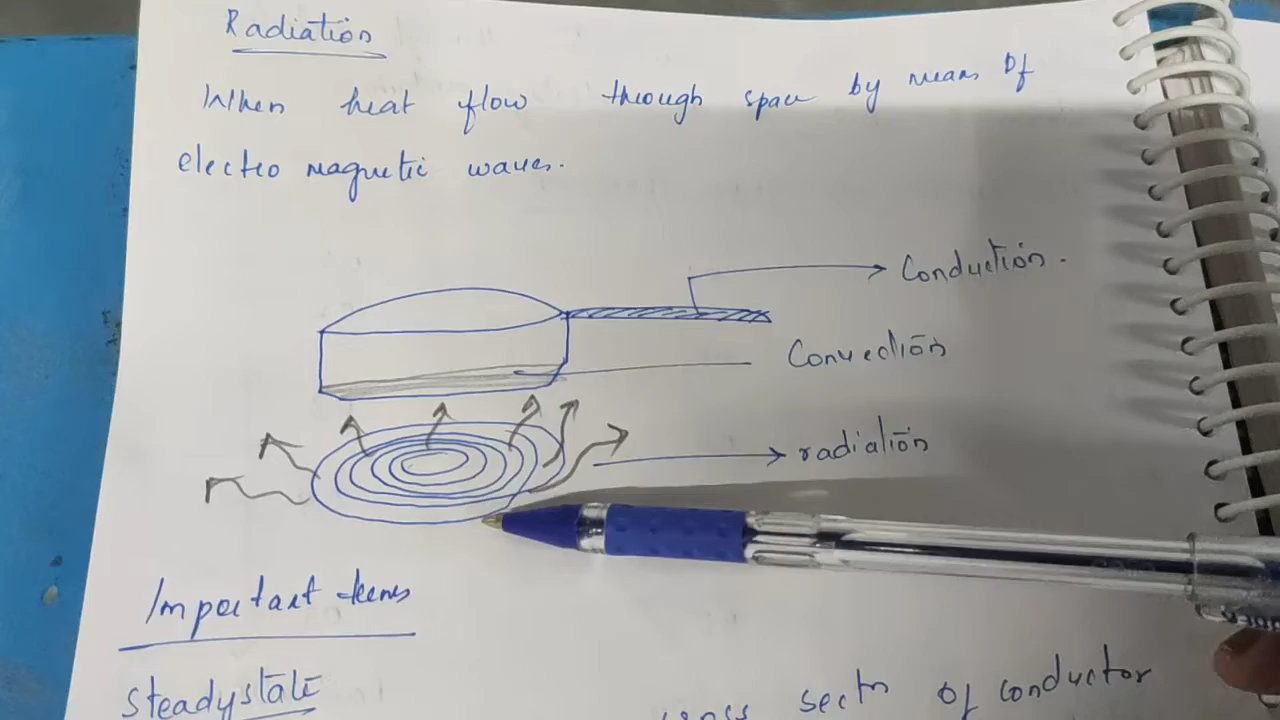 Radiation
When heat flow through space by means of
electro magnetic waves.
Conduction.
Convection
radiation
Important terms
Steadystate
cross sectn of conductor